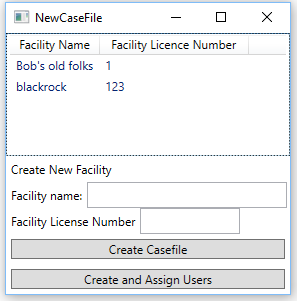 NewCaseFile
Facility Name Facility Licence Number
Bob's old folks 1
blackrock 123
Create New Facility
Facility name:
Facility License Number
Create Casefile
Create and Assign Users